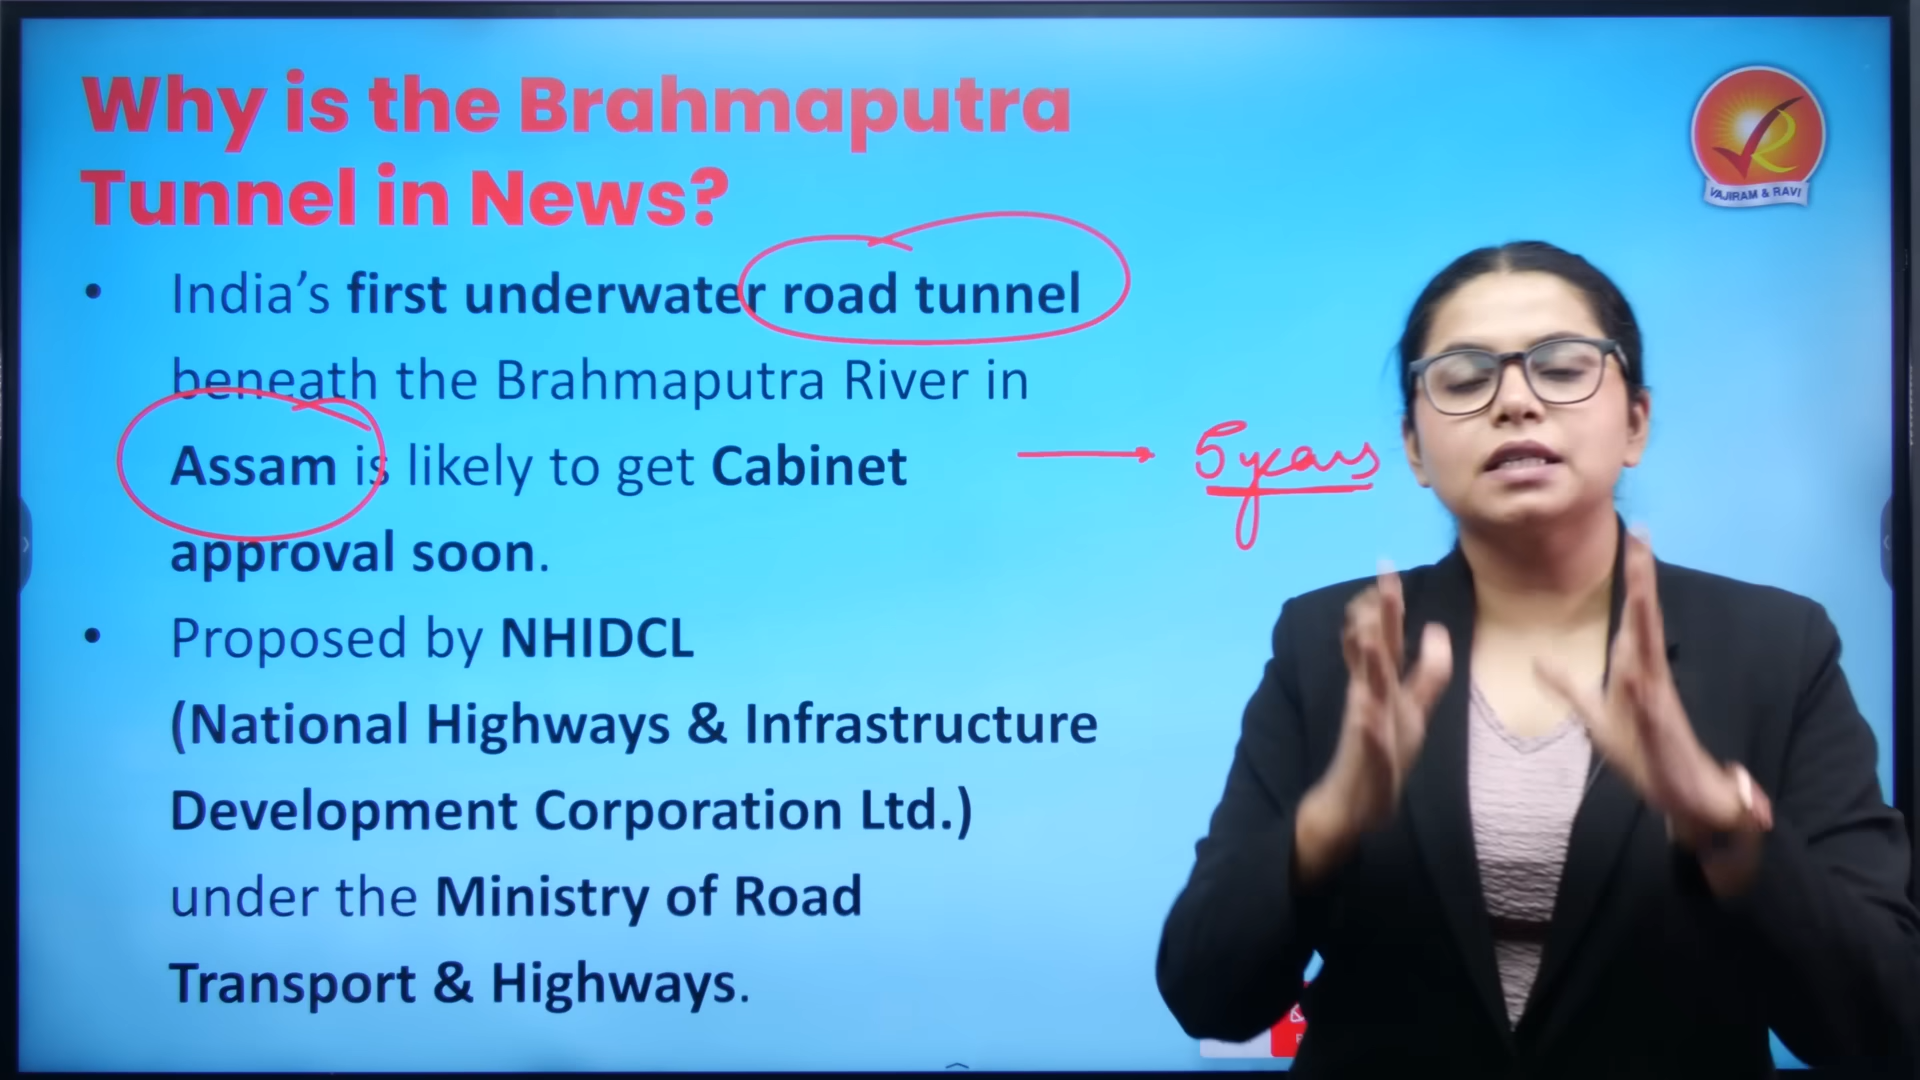 Why is the Brahmaputra
Tunnel in News?
VAJIRAM & RAVI
• India’s first underwater road tunnel
beneath the Brahmaputra River in
Assam is likely to get Cabinet
5 years
approval soon.
• Proposed by NHIDCL
(National Highways & Infrastructure
Development Corporation Ltd.)
under the Ministry of Road
Transport & Highways.